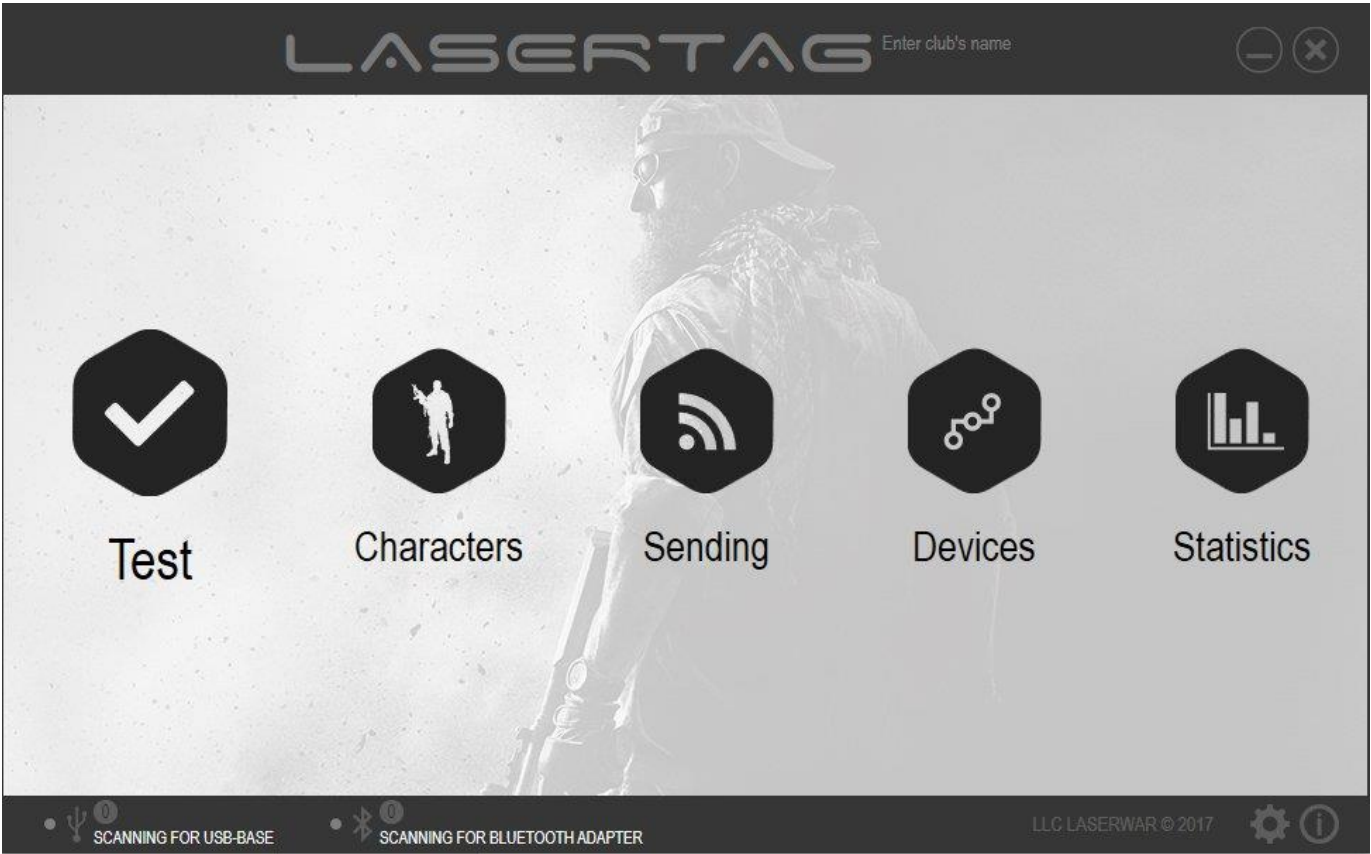 LASERTAG
Enter club's name
Test
Characters
Sending
Devices
Statistics
0
SCANNING FOR USB-BASE
0
SCANNING FOR BLUETOOTH ADAPTER
LLC LASERWAR © 2017